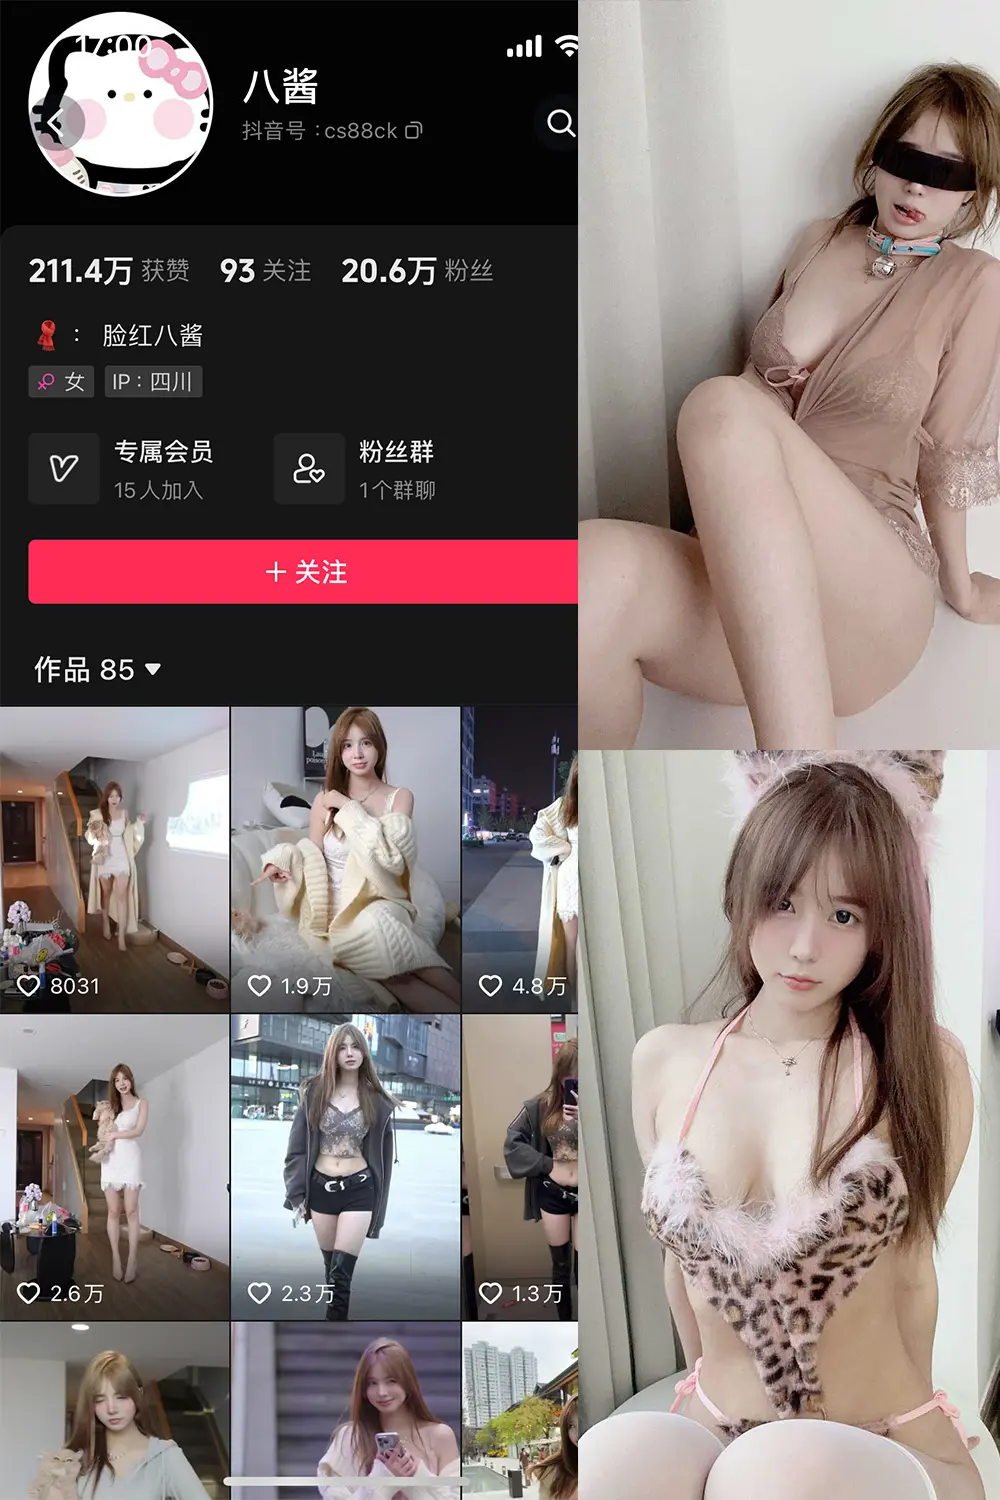 17:00
八酱
抖音号：cs88ck
211.4万 获赞 93 关注 20.6万 粉丝
： 脸红八酱
女 IP：四川
专属会员
15人加入
粉丝群
1个群聊
+ 关注
作品 85
8031
1.9万
4.8万
2.6万
2.3万
1.3万